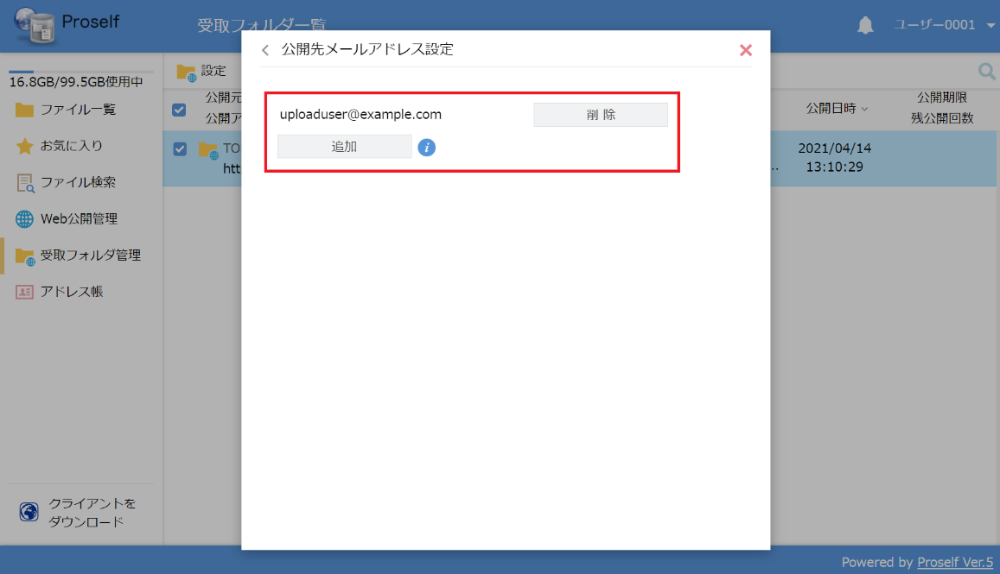 Proself
受取フォルダ一覧
ユーザー0001
16.8GB/99.5GB使用中
ファイル一覧
お気に入り
ファイル検索
Web公開管理
受取フォルダ管理
アドレス帳
クライアントを
ダウンロード
設定
公開元
公開ア
公開日時
公開期限
残公開回数
TO
htt
..
2021/04/14
13:10:29
公開先メールアドレス設定
uploaduser@example.com
削 除
追加
i
Powered by Proself Ver.5